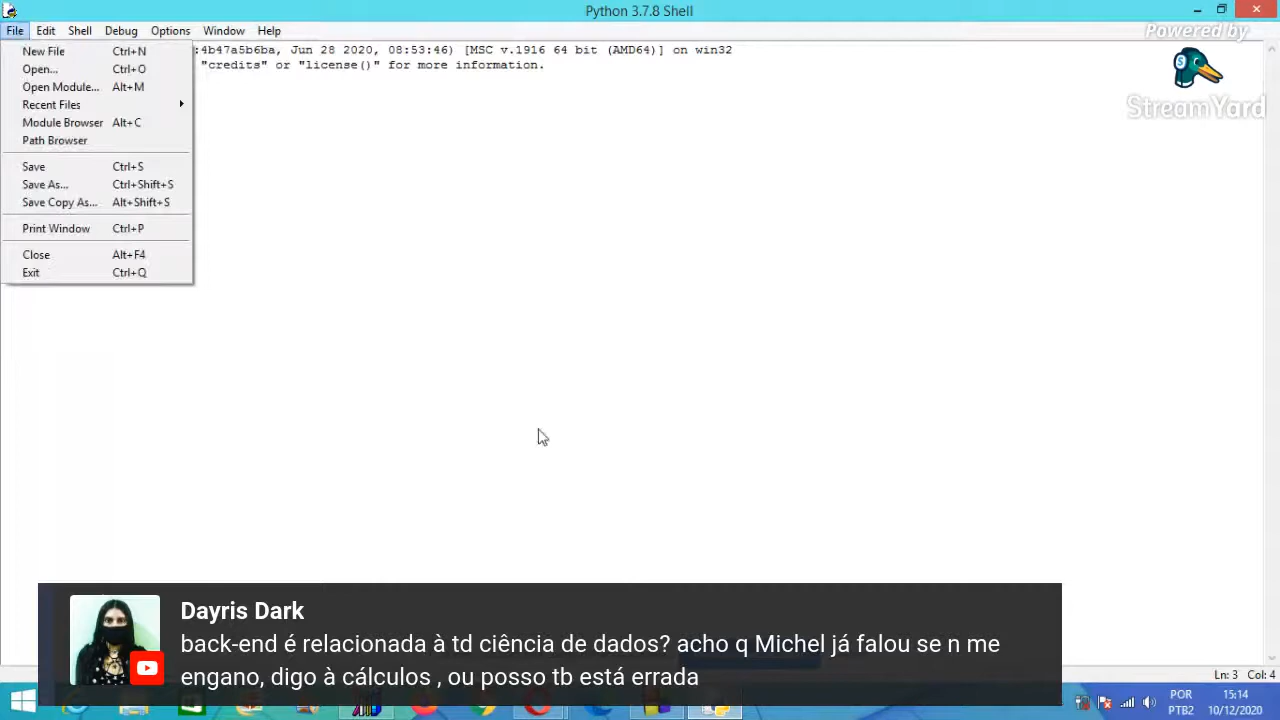 Python 3.7.8 Shell
File Edit Shell Debug Options Window Help
:4b47a5b6ba, Jun 28 2020, 08:53:46) [MSC v.1916 64 bit (AMD64)] on win32
"credits" or "license()" for more information.
New File Ctrl+N
Open... Ctrl+O
Open Module... Alt+M
Recent Files
Module Browser Alt+C
Path Browser
Save Ctrl+S
Save As... Ctrl+Shift+S
Save Copy As... Alt+Shift+S
Print Window Ctrl+P
Close Alt+F4
Exit Ctrl+Q
Powered by
S
StreamYard
Dayris Dark
back-end é relacionada à td ciência de dados? acho q Michel já falou se n me
engano, digo à cálculos , ou posso tb está errada
Ln: 3 Col: 4
POR 15:14
PTB2 10/12/2020